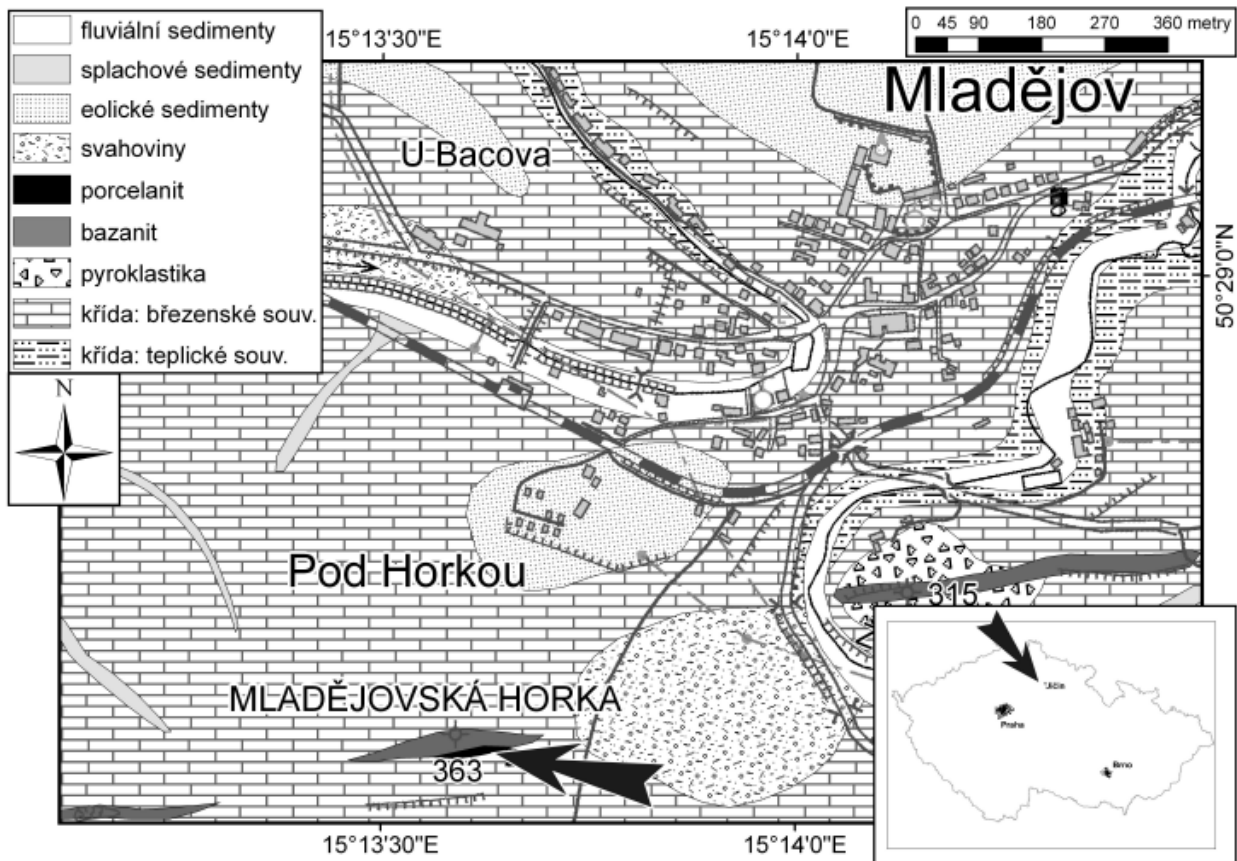 fluviální sedimenty
splachové sedimenty
eolické sedimenty
svahoviny
porcelanit
bazanit
pyroklastika
křída: březenské souv.
křída: teplické souv.
15°13'30"E
15°14'0"E
0 45 90 180 270 360 metry
Mladějov
U Bacova
50°29'0"N
N
Pod Horkou
315
MLADĚJOVSKÁ HORKA
363
Jičín
Praha
Brno
15°13'30"E
15°14'0"E